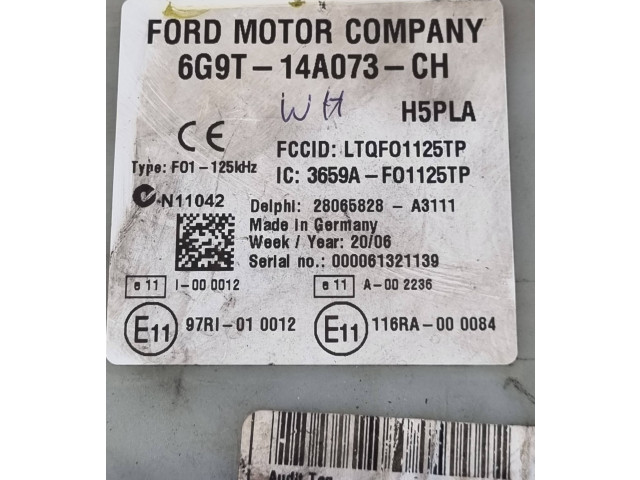 FORD MOTOR COMPANY
6G9T-14A073-CH
WH H5PLA
CE
Type: F01-125kHz
FCCID: LTQFO1125TP
IC: 3659A-FO1125TP
N11042
Delphi: 28065828 - A3111
Made in Germany
Week / Year: 20/06
Serial no.: 000061321139
e 11 I-00 0012 e 11 A-00 2236
E11 97RI-01 0012 E11 116RA-00 0084
Audit Tag